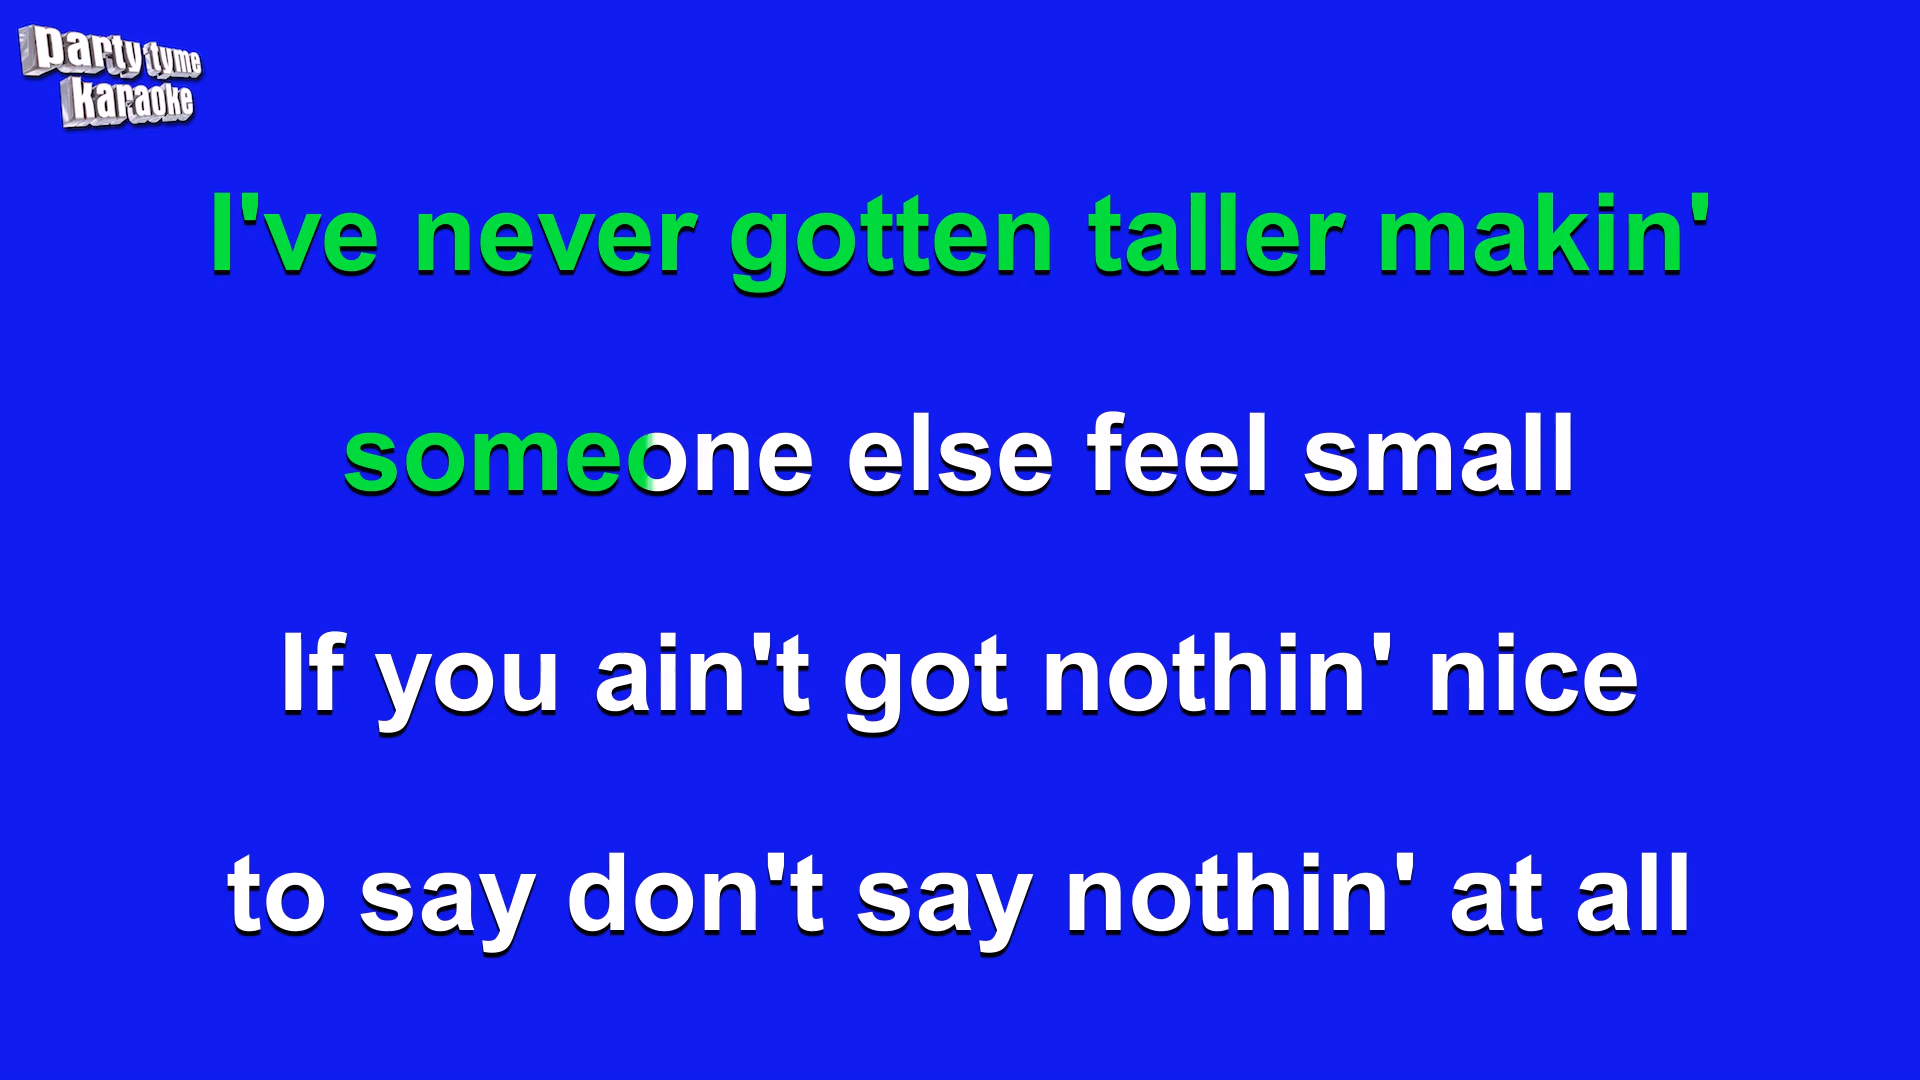 party tyme
karaoke
I've never gotten taller makin'
someone else feel small
If you ain't got nothin' nice
to say don't say nothin' at all